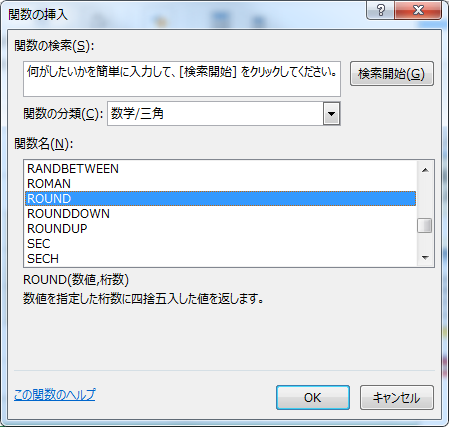 関数の挿入
?
関数の検索(S):
何がしたいかを簡単に入力して、[検索開始] をクリックしてください。
検索開始(G)
関数の分類(C): 数学/三角
関数名(N):
RANDBETWEEN
ROMAN
ROUND
ROUNDDOWN
ROUNDUP
SEC
SECH
ROUND(数値,桁数)
数値を指定した桁数に四捨五入した値を返します。
この関数のヘルプ
OK
キャンセル